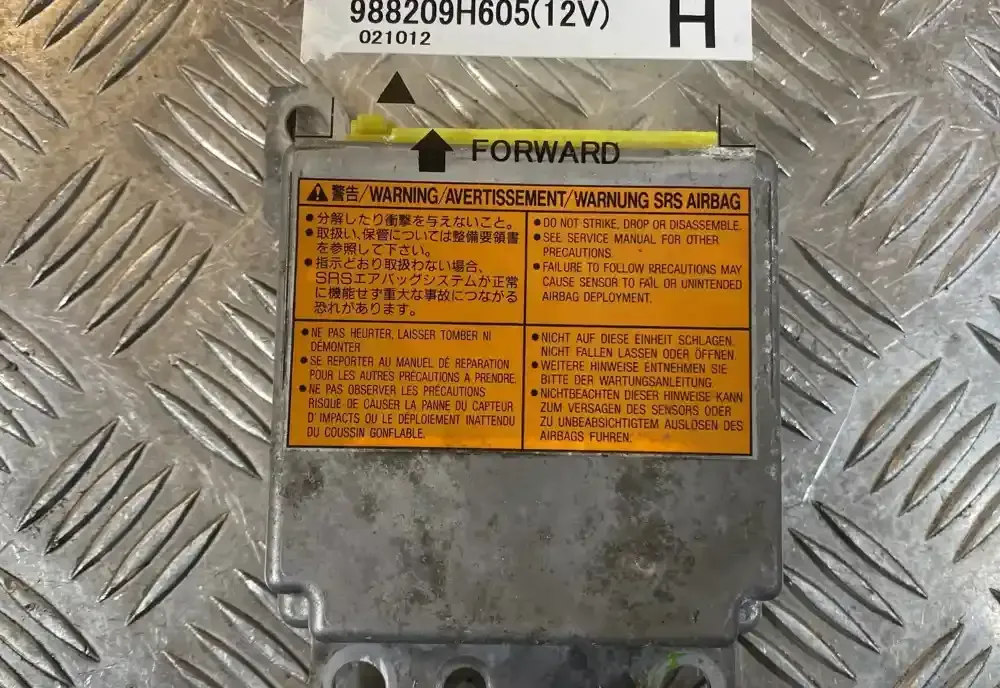 988209H605(12V)
H
021012
FORWARD
警告/WARNING/AVERTISSEMENT/WARNUNG SRS AIRBAG
●分解したり衝撃を与えないこと。
●取扱い、保管については整備要領書
を参照して下さい。
●指示どおり取扱わない場合、
SRSエアバッグシステムが正常
に機能せず重大な事故につながる
恐れがあります。
●DO NOT STRIKE, DROP OR DISASSEMBLE.
●SEE SERVICE MANUAL FOR OTHER
PRECAUTIONS.
●FAILURE TO FOLLOW PRECAUTIONS MAY
CAUSE SENSOR TO FAIL OR UNINTENDED
AIRBAG DEPLOYMENT.
●NE PAS HEURTER, LAISSER TOMBER NI
DÉMONTER
●SE REPORTER AU MANUEL DE RÉPARATION
POUR LES AUTRES PRÉCAUTIONS A PRENDRE.
●NE PAS OBSERVER LES PRÉCAUTIONS
RISQUE DE CAUSER LA PANNE DU CAPTEUR
D'IMPACTS OU LE DÉPLOIEMENT INATTENDU
DU COUSSIN GONFLABLE.
●NICHT AUF DIESE EINHEIT SCHLAGEN.
NICHT FALLEN LASSEN ODER ÖFFNEN.
●WEITERE HINWEISE ENTNEHMEN SIE
BITTE DER WARTUNGSANLEITUNG.
●NICHTBEACHTEN DIESER HINWEISE KANN
ZUM VERSAGEN DES SENSORS ODER
ZU UNBEABSICHTIGTEM AUSLÖSEN DES
AIRBAGS FÜHREN.